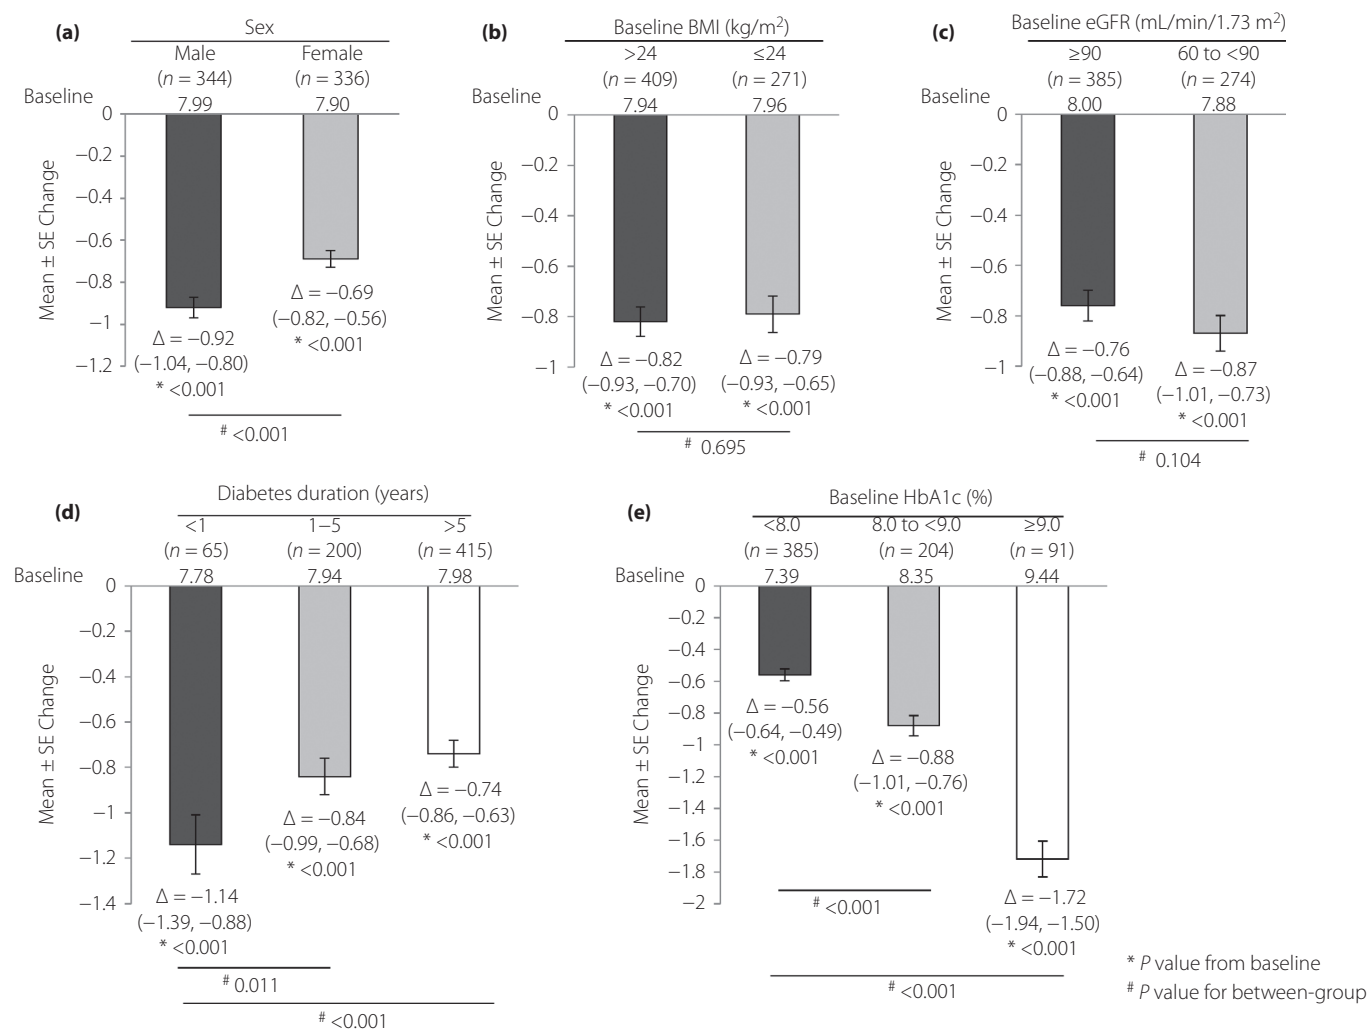 (a)
Sex
Male Female
(n = 344) (n = 336)
Baseline 7.99 7.90
0
−0.2
−0.4
−0.6
−0.8
−1
−1.2
Mean ± SE Change
Δ = −0.92
(−1.04, −0.80)
* <0.001
Δ = −0.69
(−0.82, −0.56)
* <0.001
# <0.001
(b)
Baseline BMI (kg/m²)
>24 ≤24
(n = 409) (n = 271)
Baseline 7.94 7.96
0
−0.2
−0.4
−0.6
−0.8
−1
Mean ± SE Change
Δ = −0.82
(−0.93, −0.70)
* <0.001
Δ = −0.79
(−0.93, −0.65)
* <0.001
# 0.695
(c)
Baseline eGFR (mL/min/1.73 m²)
≥90 60 to <90
(n = 385) (n = 274)
Baseline 8.00 7.88
0
−0.2
−0.4
−0.6
−0.8
−1
Mean ± SE Change
Δ = −0.76
(−0.88, −0.64)
* <0.001
Δ = −0.87
(−1.01, −0.73)
* <0.001
# 0.104
(d)
Diabetes duration (years)
<1 1−5 >5
(n = 65) (n = 200) (n = 415)
Baseline 7.78 7.94 7.98
0
−0.2
−0.4
−0.6
−0.8
−1
−1.2
−1.4
Mean ± SE Change
Δ = −1.14
(−1.39, −0.88)
* <0.001
Δ = −0.84
(−0.99, −0.68)
* <0.001
Δ = −0.74
(−0.86, −0.63)
* <0.001
# 0.011
# <0.001
(e)
Baseline HbA1c (%)
<8.0 8.0 to <9.0 ≥9.0
(n = 385) (n = 204) (n = 91)
Baseline 7.39 8.35 9.44
0
−0.2
−0.4
−0.6
−0.8
−1
−1.2
−1.4
−1.6
−1.8
−2
Mean ± SE Change
Δ = −0.56
(−0.64, −0.49)
* <0.001
Δ = −0.88
(−1.01, −0.76)
* <0.001
Δ = −1.72
(−1.94, −1.50)
* <0.001
# <0.001
# <0.001
* P value from baseline
# P value for between-group